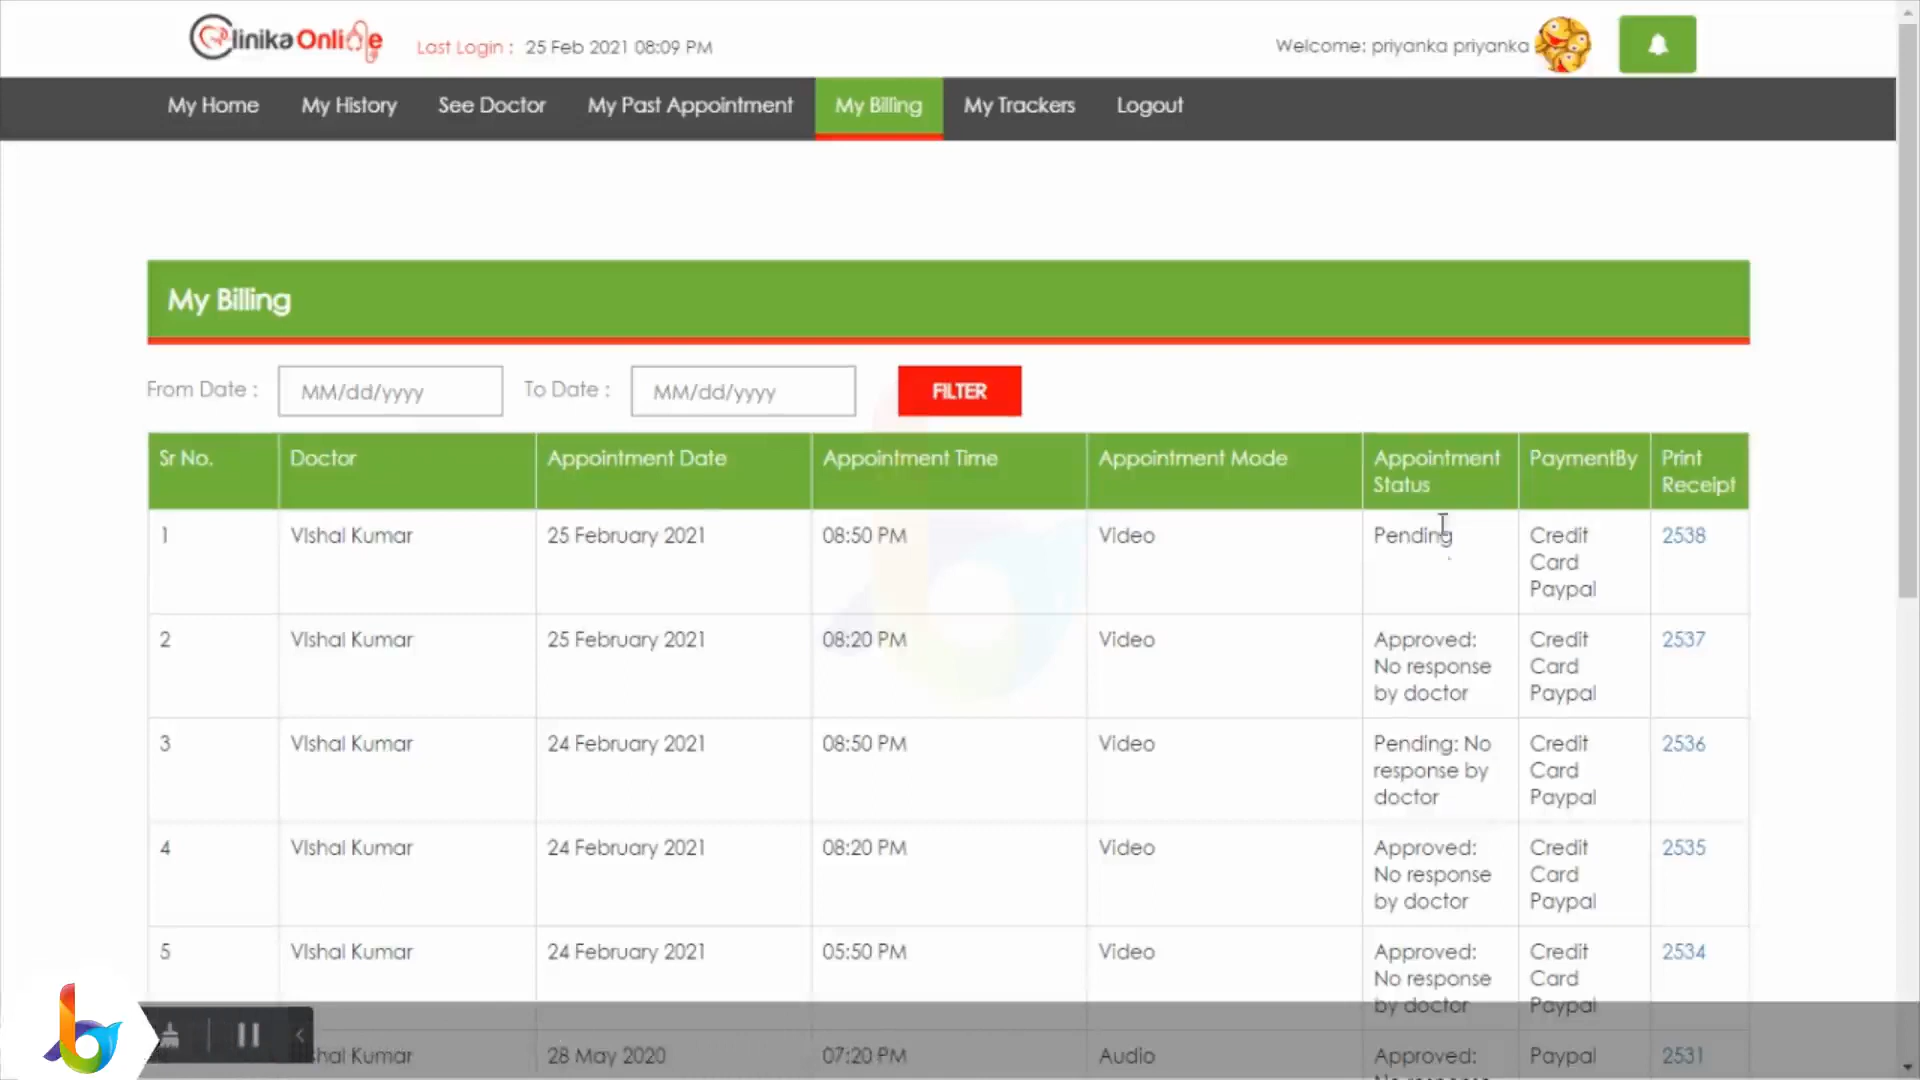 Clinika Online
Last Login : 25 Feb 2021 08:09 PM
Welcome: priyanka priyanka
My Home My History See Doctor My Past Appointment My Billing My Trackers Logout
My Billing
From Date : MM/dd/yyyy To Date : MM/dd/yyyy FILTER
Sr No. Doctor Appointment Date Appointment Time Appointment Mode Appointment Status PaymentBy Print Receipt
1 VIshal Kumar 25 February 2021 08:50 PM Video Pending Credit Card Paypal 2538
2 VIshal Kumar 25 February 2021 08:20 PM Video Approved: No response by doctor Credit Card Paypal 2537
3 VIshal Kumar 24 February 2021 08:50 PM Video Pending: No response by doctor Credit Card Paypal 2536
4 VIshal Kumar 24 February 2021 08:20 PM Video Approved: No response by doctor Credit Card Paypal 2535
5 VIshal Kumar 24 February 2021 05:50 PM Video Approved: No response by doctor Credit Card Paypal 2534
Kumar 28 May 2020 07:20 PM Audio Approved: Paypal 2531